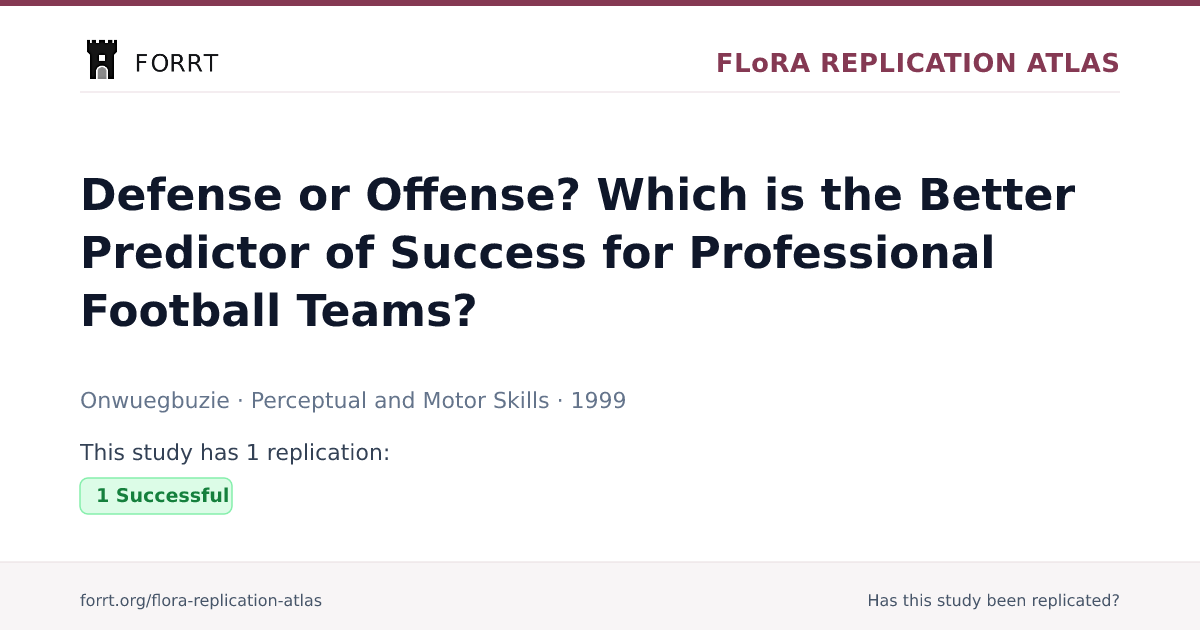 FORRT
FLoRA REPLICATION ATLAS
Defense or Offense? Which is the Better
Predictor of Success for Professional
Football Teams?
Onwuegbuzie · Perceptual and Motor Skills · 1999
This study has 1 replication:
1 Successful
forrt.org/flora-replication-atlas
Has this study been replicated?